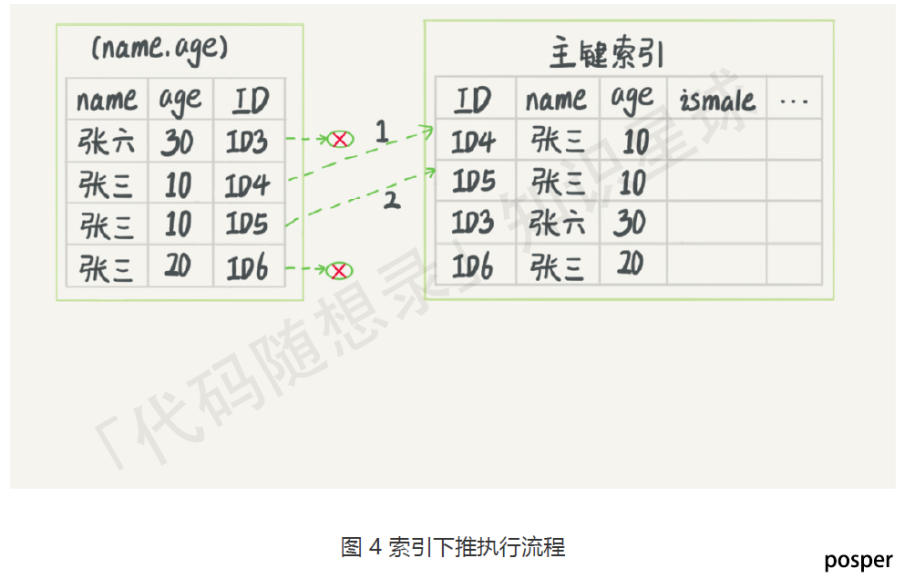 (name.age)
name age ID
张六 30 ID3
张三 10 ID4
张三 10 ID5
张三 20 ID6
1
2
主键索引
ID name age ismale ...
ID4 张三 10
ID5 张三 10
ID3 张六 30
ID6 张三 20
「代码随想录」知识星球
图 4 索引下推执行流程
posper